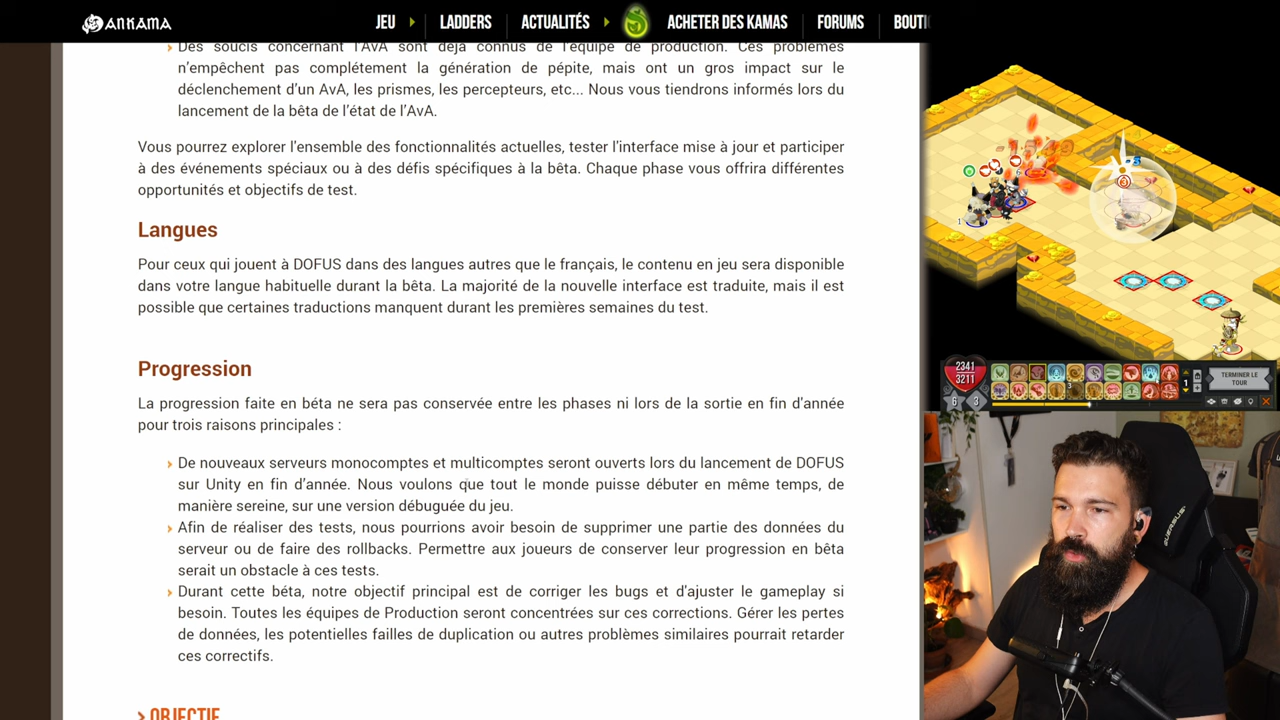 ANKAMA
JEU
LADDERS
ACTUALITÉS
ACHETER DES KAMAS
FORUMS
BOUTI
Des soucis concernant l'AvA sont déjà connus de l'équipe de production. Ces problèmes
n'empêchent pas complétement la génération de pépite, mais ont un gros impact sur le
déclenchement d'un AvA, les prismes, les percepteurs, etc... Nous vous tiendrons informés lors du
lancement de la bêta de l'état de l'AvA.
Vous pourrez explorer l'ensemble des fonctionnalités actuelles, tester l'interface mise à jour et participer
à des événements spéciaux ou à des défis spécifiques à la bêta. Chaque phase vous offrira différentes
opportunités et objectifs de test.
Langues
Pour ceux qui jouent à DOFUS dans des langues autres que le français, le contenu en jeu sera disponible
dans votre langue habituelle durant la bêta. La majorité de la nouvelle interface est traduite, mais il est
possible que certaines traductions manquent durant les premières semaines du test.
Progression
La progression faite en béta ne sera pas conservée entre les phases ni lors de la sortie en fin d'année
pour trois raisons principales :
De nouveaux serveurs monocomptes et multicomptes seront ouverts lors du lancement de DOFUS
sur Unity en fin d'année. Nous voulons que tout le monde puisse débuter en même temps, de
manière sereine, sur une version débuguée du jeu.
Afin de réaliser des tests, nous pourrions avoir besoin de supprimer une partie des données du
serveur ou de faire des rollbacks. Permettre aux joueurs de conserver leur progression en bêta
serait un obstacle à ces tests.
Durant cette béta, notre objectif principal est de corriger les bugs et d'ajuster le gameplay si
besoin. Toutes les équipes de Production seront concentrées sur ces corrections. Gérer les pertes
de données, les potentielles failles de duplication ou autres problèmes similaires pourrait retarder
ces correctifs.
OBJECTIF
2341
3211
6 3
1
TERMINER LE
TOUR